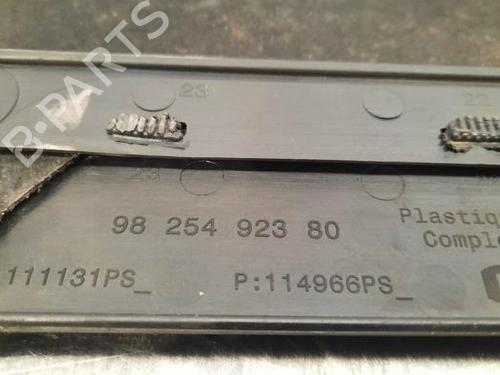 B-PARTS
23
23
98 254 923 80
Plastiq
Comple
111131PS_
P:114966PS_